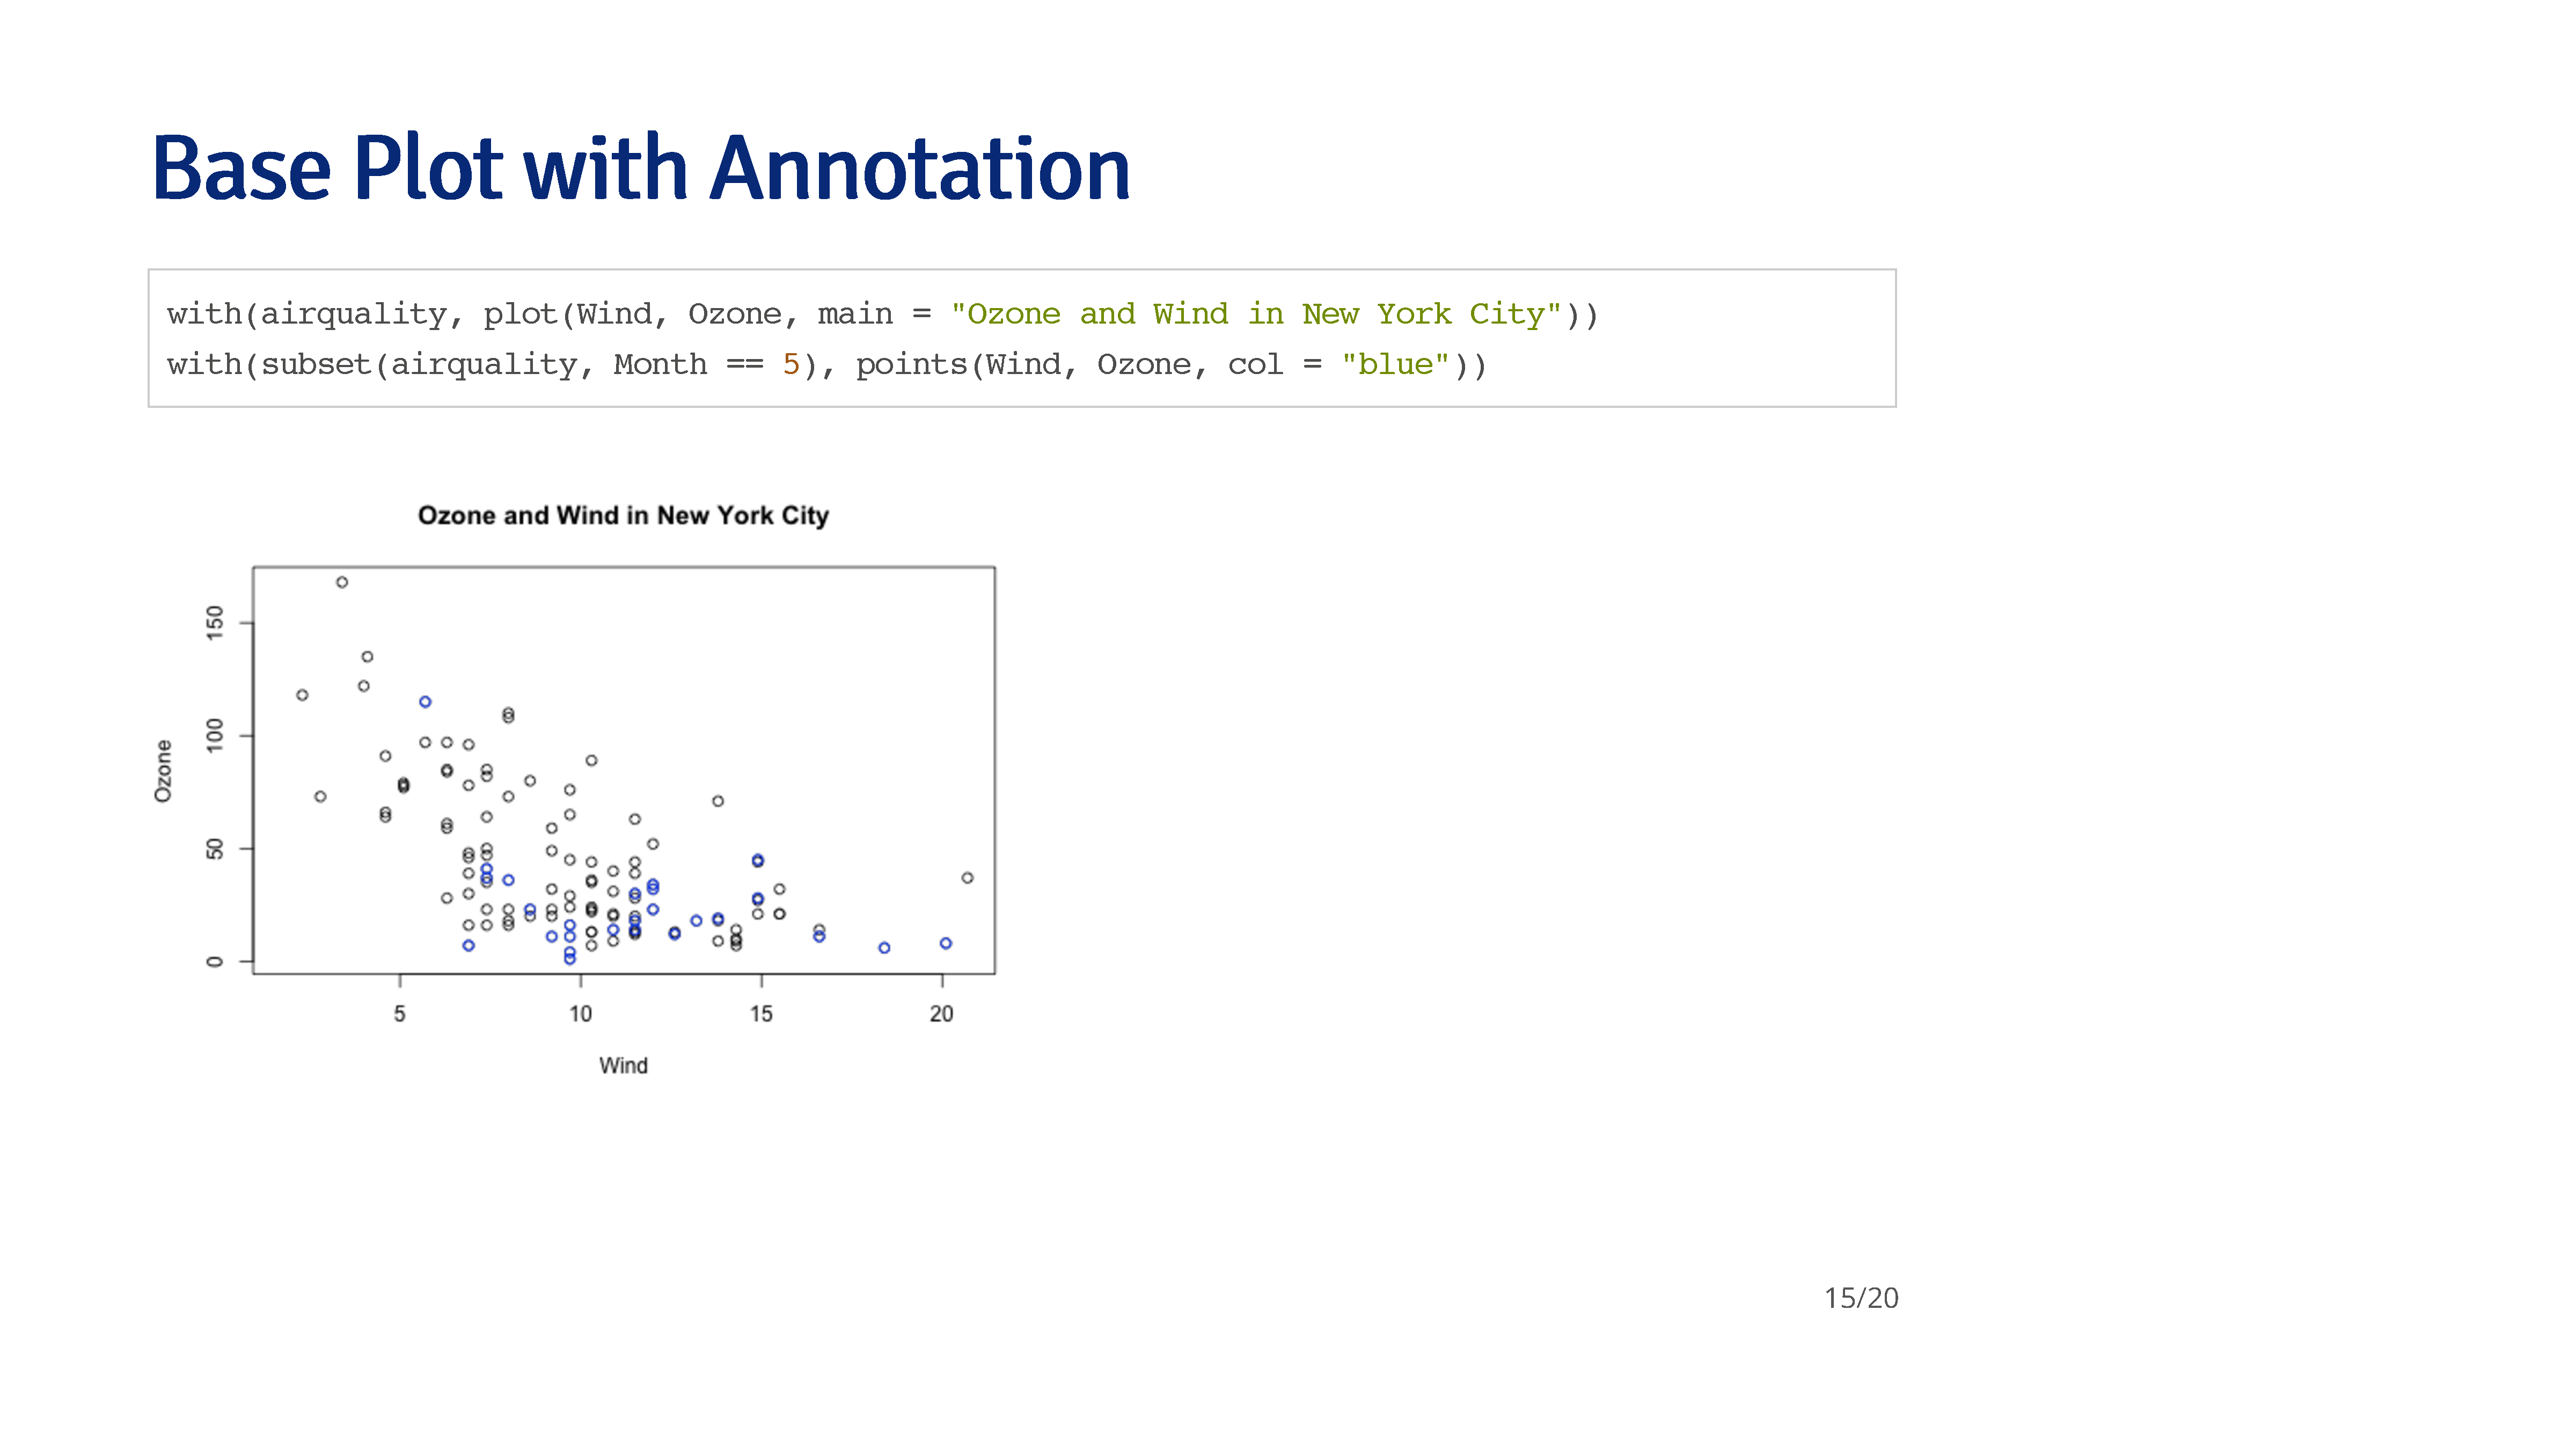 Base Plot with Annotation
with(airquality, plot(Wind, Ozone, main = "Ozone and Wind in New York City"))
with(subset(airquality, Month == 5), points(Wind, Ozone, col = "blue"))
Ozone and Wind in New York City
Ozone
150
100
50
0
5 10 15 20
Wind
15/20